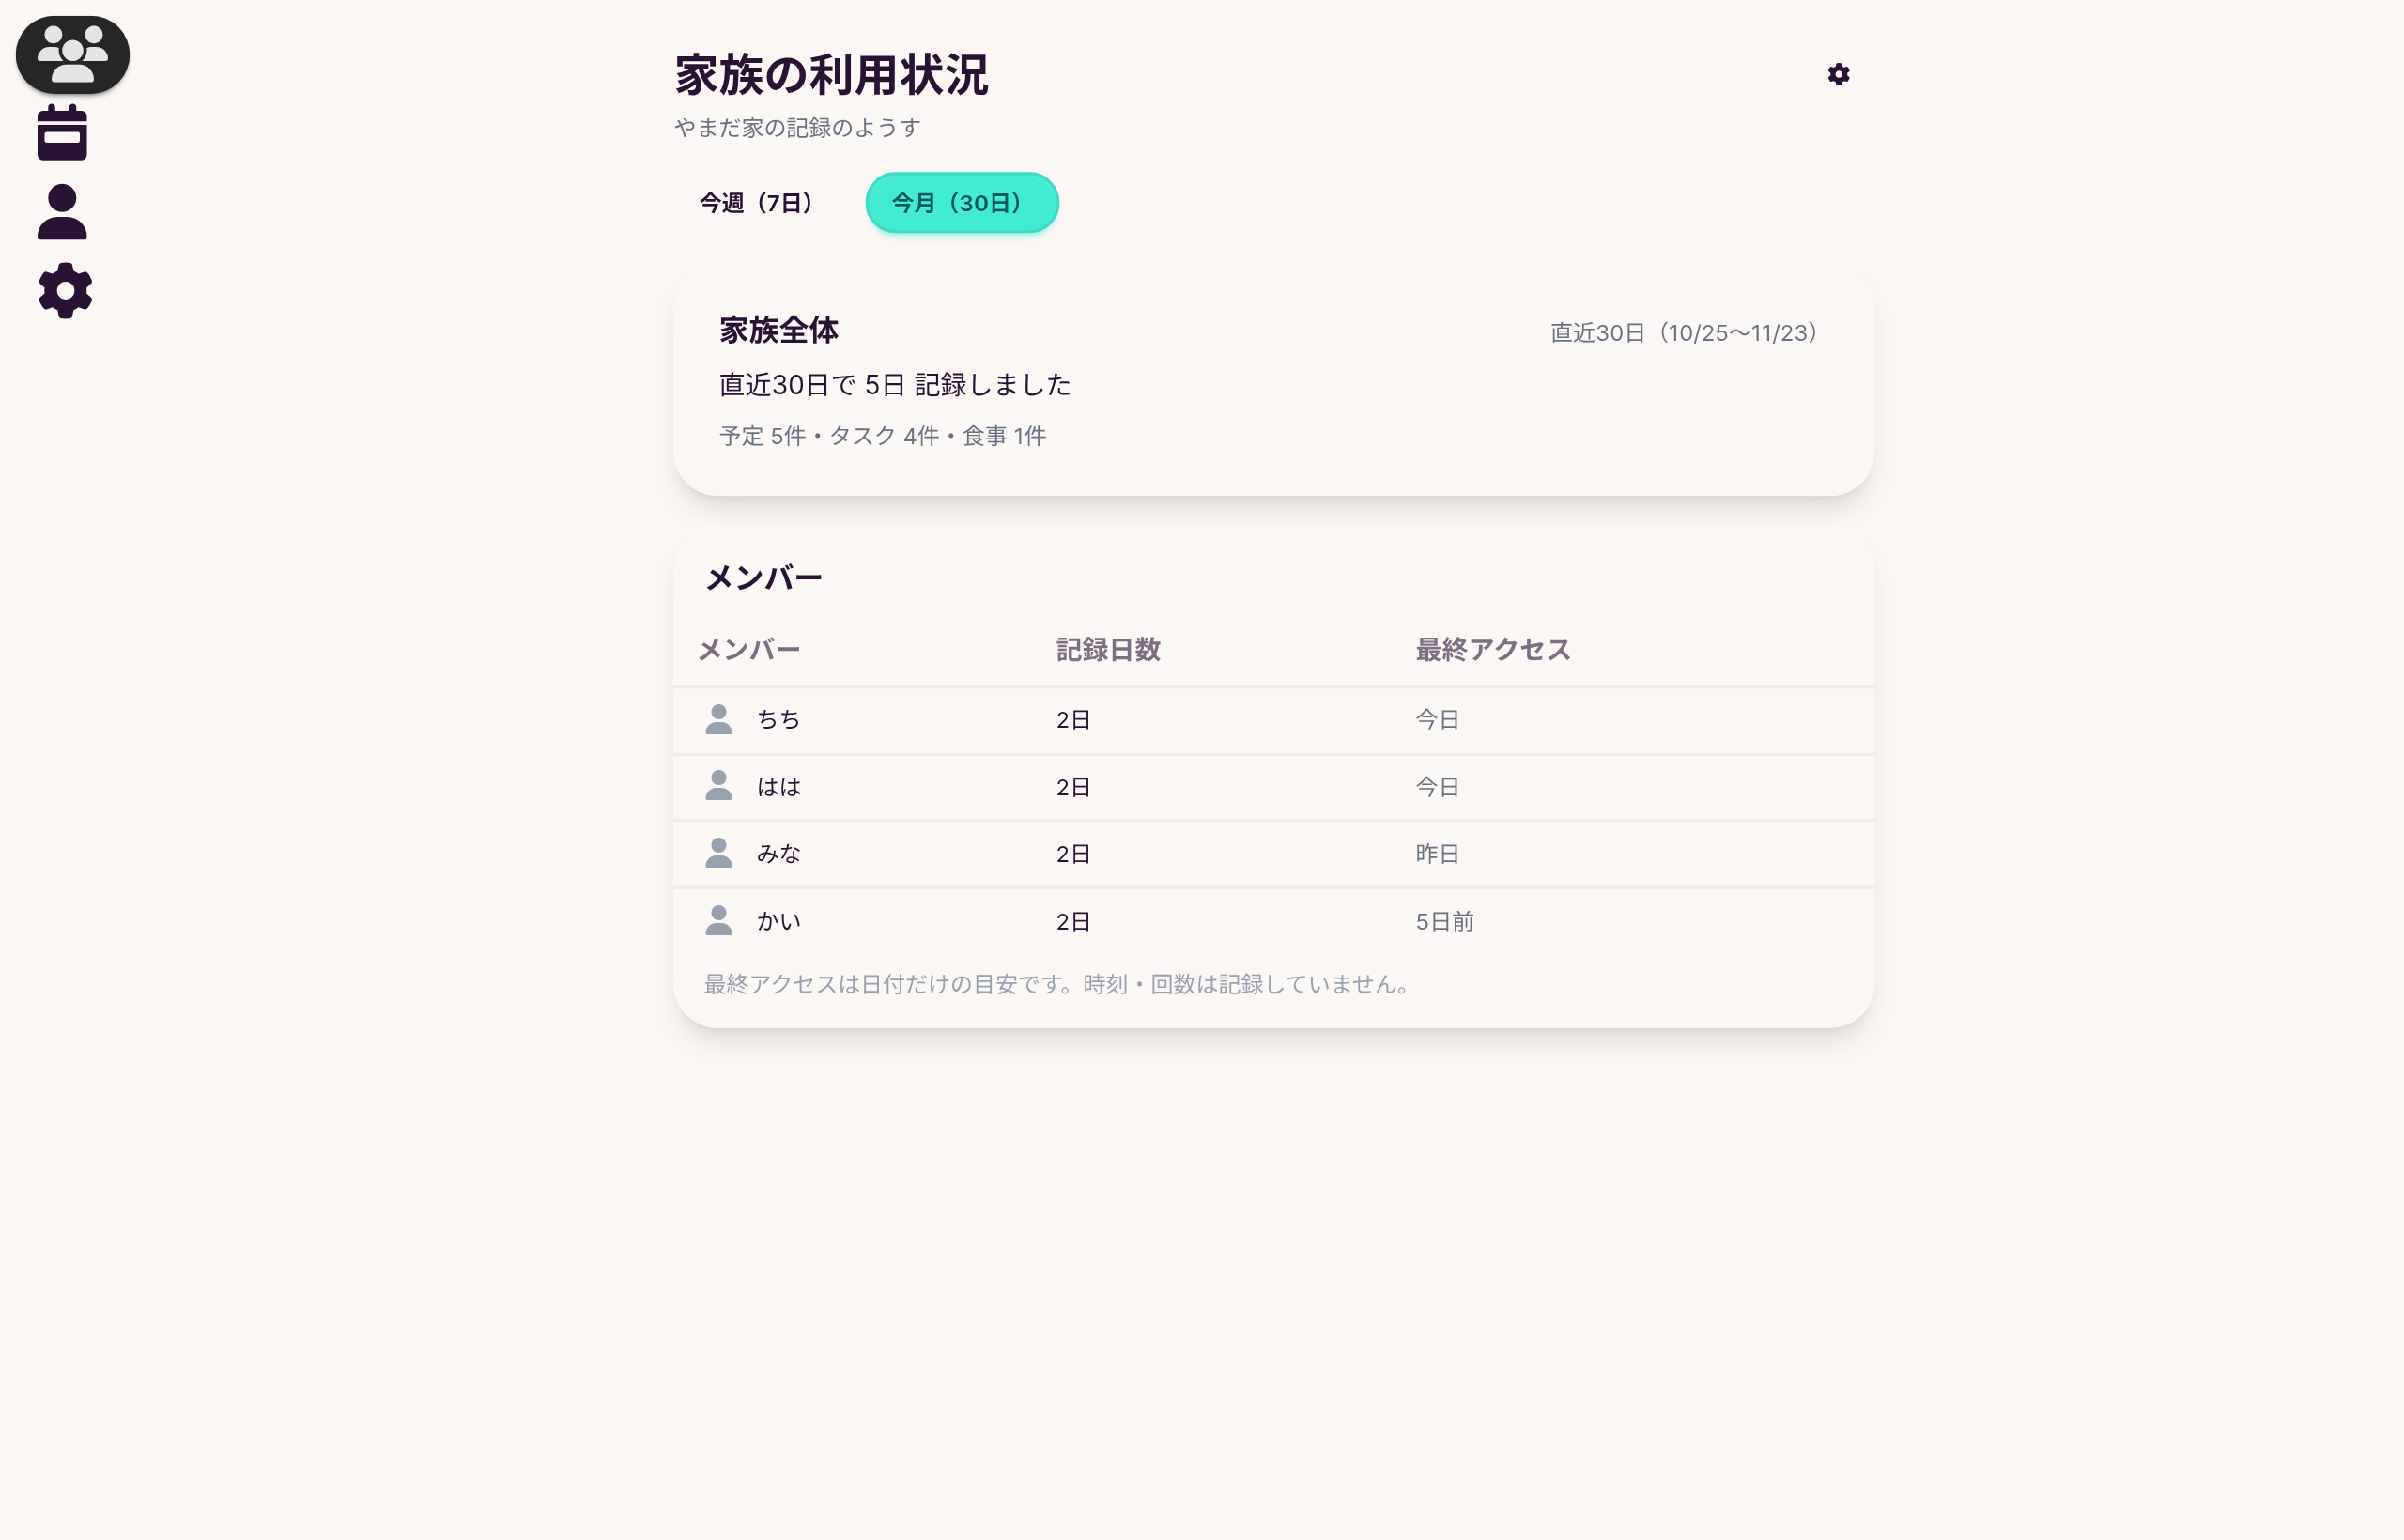 家族の利用状況
やまだ家の記録のようす
今週（7日） 今月（30日）
家族全体 直近30日（10/25〜11/23）
直近30日で 5日 記録しました
予定 5件・タスク 4件・食事 1件
メンバー
メンバー 記録日数 最終アクセス
ちち 2日 今日
はは 2日 今日
みな 2日 昨日
かい 2日 5日前
最終アクセスは日付だけの目安です。時刻・回数は記録していません。